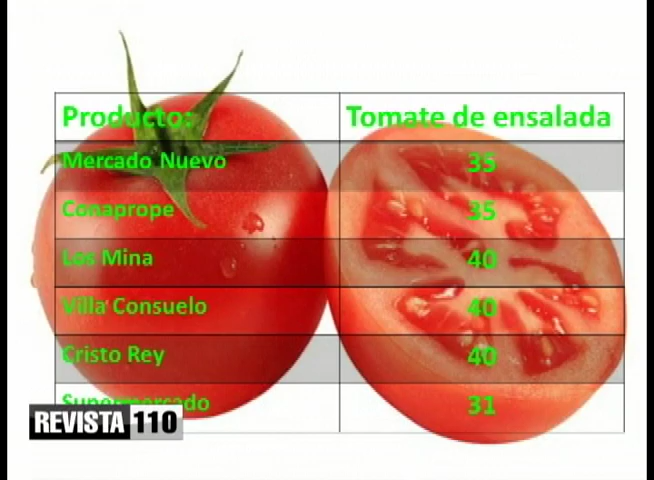 Producto: Tomate de ensalada
Mercado Nuevo 35
Conaprope 35
Los Mina 40
Villa Consuelo 40
Cristo Rey 40
Supermercado 31
REVISTA 110